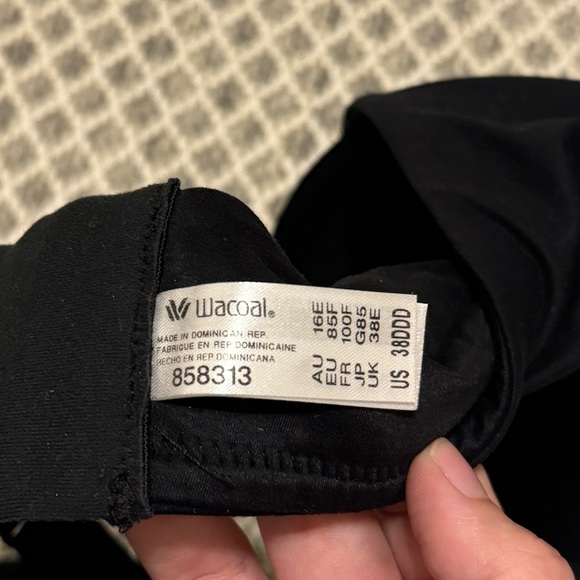 Wacoal®
MADE IN DOMINICAN REP.
FABRIQUE EN REP DOMINICAINE
HECHO EN REP. DOMINICANA
858313
AU 16E
EU 85F
FR 100F
JP G85
UK 38E
US 38DDD